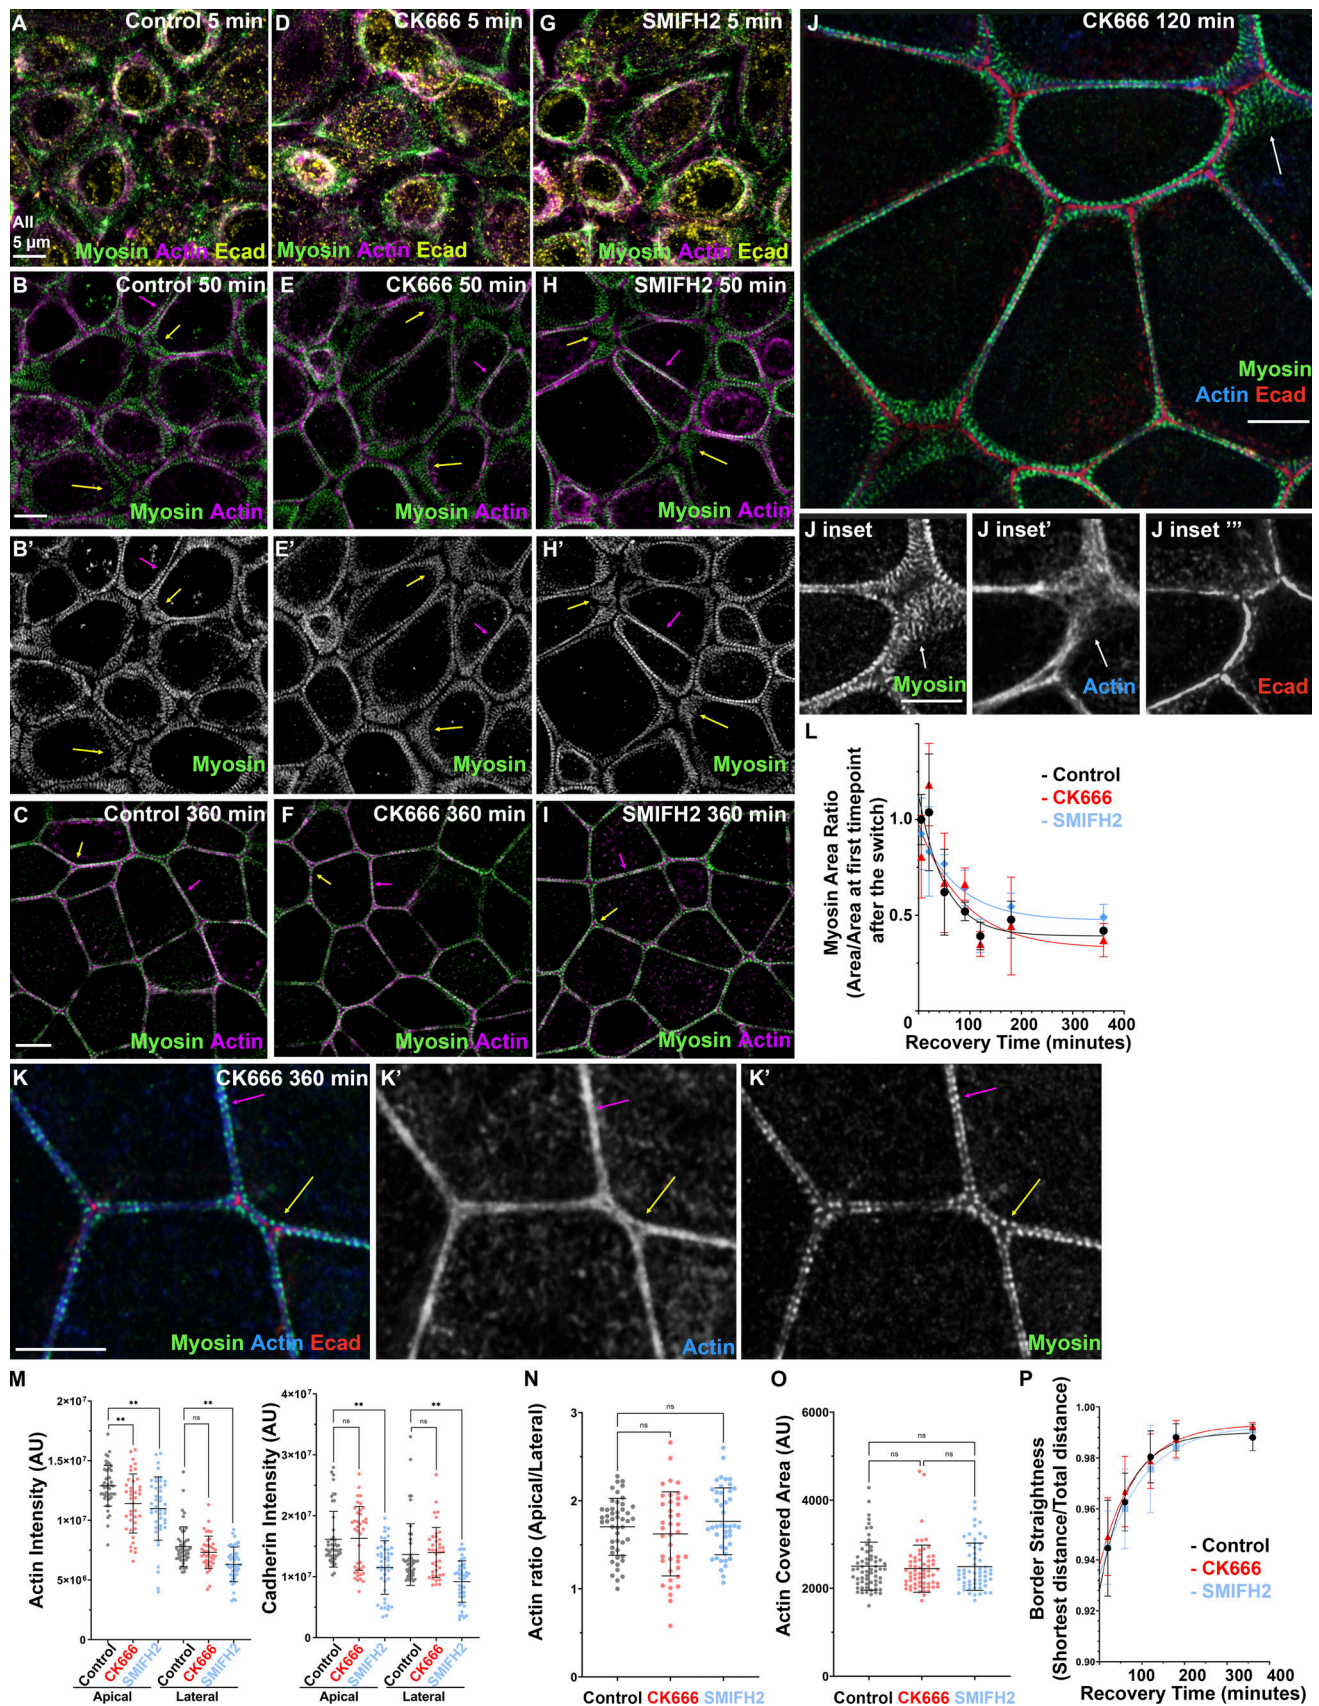 A Control 5 min
All
5 µm
Myosin Actin Ecad
D CK666 5 min
Myosin Actin Ecad
G SMIFH2 5 min
Myosin Actin Ecad
J CK666 120 min
Myosin
Actin Ecad
B Control 50 min
Myosin Actin
E CK666 50 min
Myosin Actin
H SMIFH2 50 min
Myosin Actin
B'
Myosin
E'
Myosin
H'
Myosin
J inset
Myosin
J inset'
Actin
J inset'''
Ecad
C Control 360 min
Myosin Actin
F CK666 360 min
Myosin Actin
I SMIFH2 360 min
Myosin Actin
L
Myosin Area Ratio
(Area/Area at first timepoint
after the switch)
1.0
0.5
0 100 200 300 400
Recovery Time (minutes)
- Control
- CK666
- SMIFH2
K CK666 360 min
Myosin Actin Ecad
K'
Actin
K'
Myosin
M
Actin Intensity (AU)
2×10⁷
1.5×10⁷
1×10⁷
5×10⁶
0
** ** ns **
Control CK666 SMIFH2 Control CK666 SMIFH2
Apical Lateral
Cadherin Intensity (AU)
4×10⁷
3×10⁷
2×10⁷
1×10⁷
0
ns ** ns **
Control CK666 SMIFH2 Control CK666 SMIFH2
Apical Lateral
N
Actin ratio (Apical/Lateral)
3
2
1
0
ns
ns
Control CK666 SMIFH2
O
Actin Covered Area (AU)
6000
4000
2000
0
ns
ns ns
Control CK666 SMIFH2
P
Border Straightness
(Shortest distance/Total distance)
1.00
0.98
0.96
0.94
0.92
0.90
0 100 200 300 400
Recovery Time (minutes)
- Control
- CK666
- SMIFH2